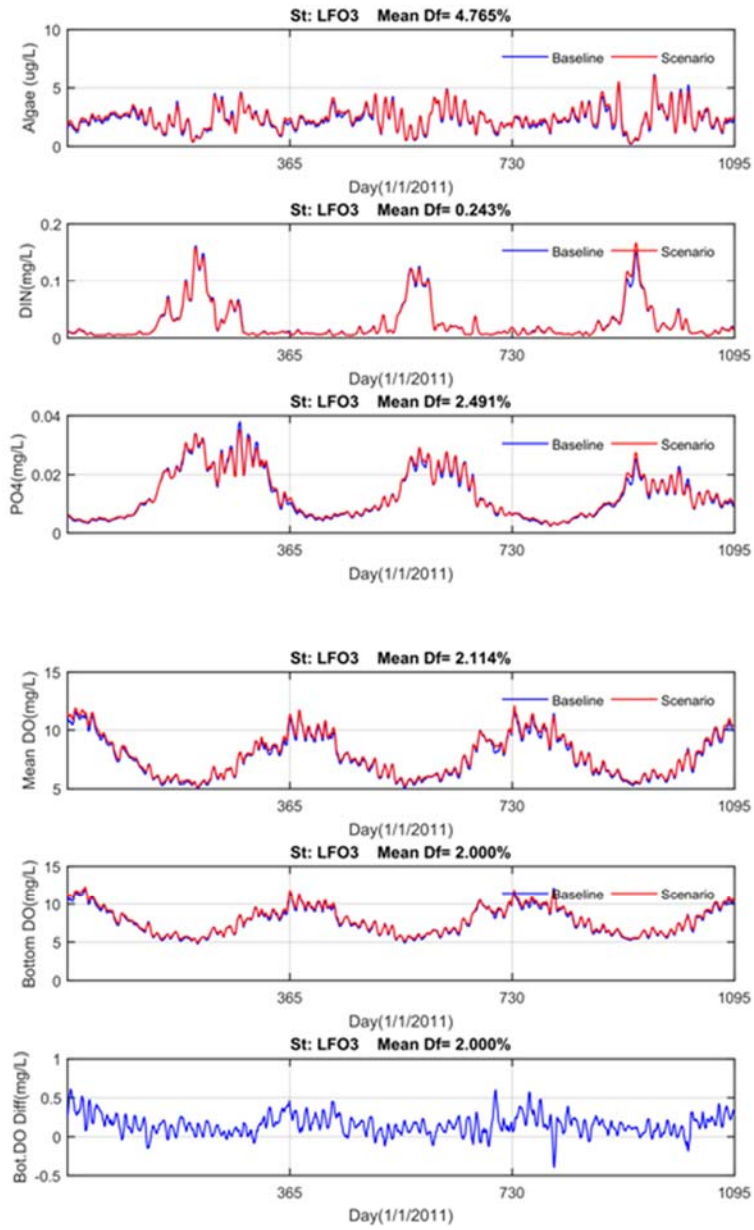 St: LFO3 Mean Df= 4.765%
10
5
0
Algae (ug/L)
Baseline Scenario
365 730 1095
Day(1/1/2011)
St: LFO3 Mean Df= 0.243%
0.2
0.1
0
DIN(mg/L)
Baseline Scenario
365 730 1095
Day(1/1/2011)
St: LFO3 Mean Df= 2.491%
0.04
0.02
0
PO4(mg/L)
Baseline Scenario
365 730 1095
Day(1/1/2011)
St: LFO3 Mean Df= 2.114%
15
10
5
Mean DO(mg/L)
Baseline Scenario
365 730 1095
Day(1/1/2011)
St: LFO3 Mean Df= 2.000%
15
10
5
0
Bottom DO(mg/L)
Baseline Scenario
365 730 1095
Day(1/1/2011)
St: LFO3 Mean Df= 2.000%
1
0.5
0
-0.5
Bot.DO Diff(mg/L)
365 730 1095
Day(1/1/2011)